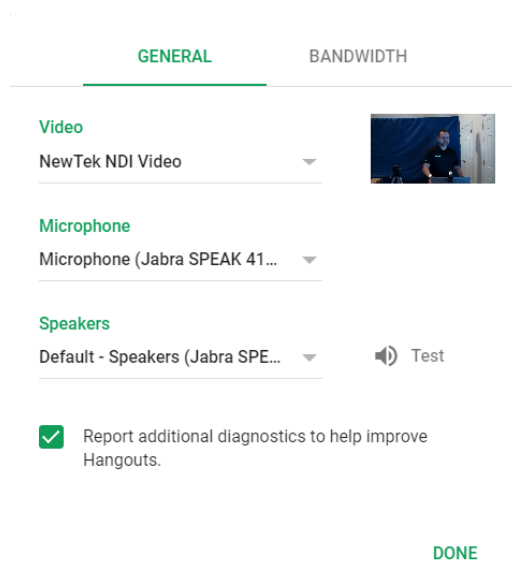 GENERAL BANDWIDTH
Video
NewTek NDI Video
Microphone
Microphone (Jabra SPEAK 41...
Speakers
Default - Speakers (Jabra SPE...
Test
Report additional diagnostics to help improve
Hangouts.
DONE